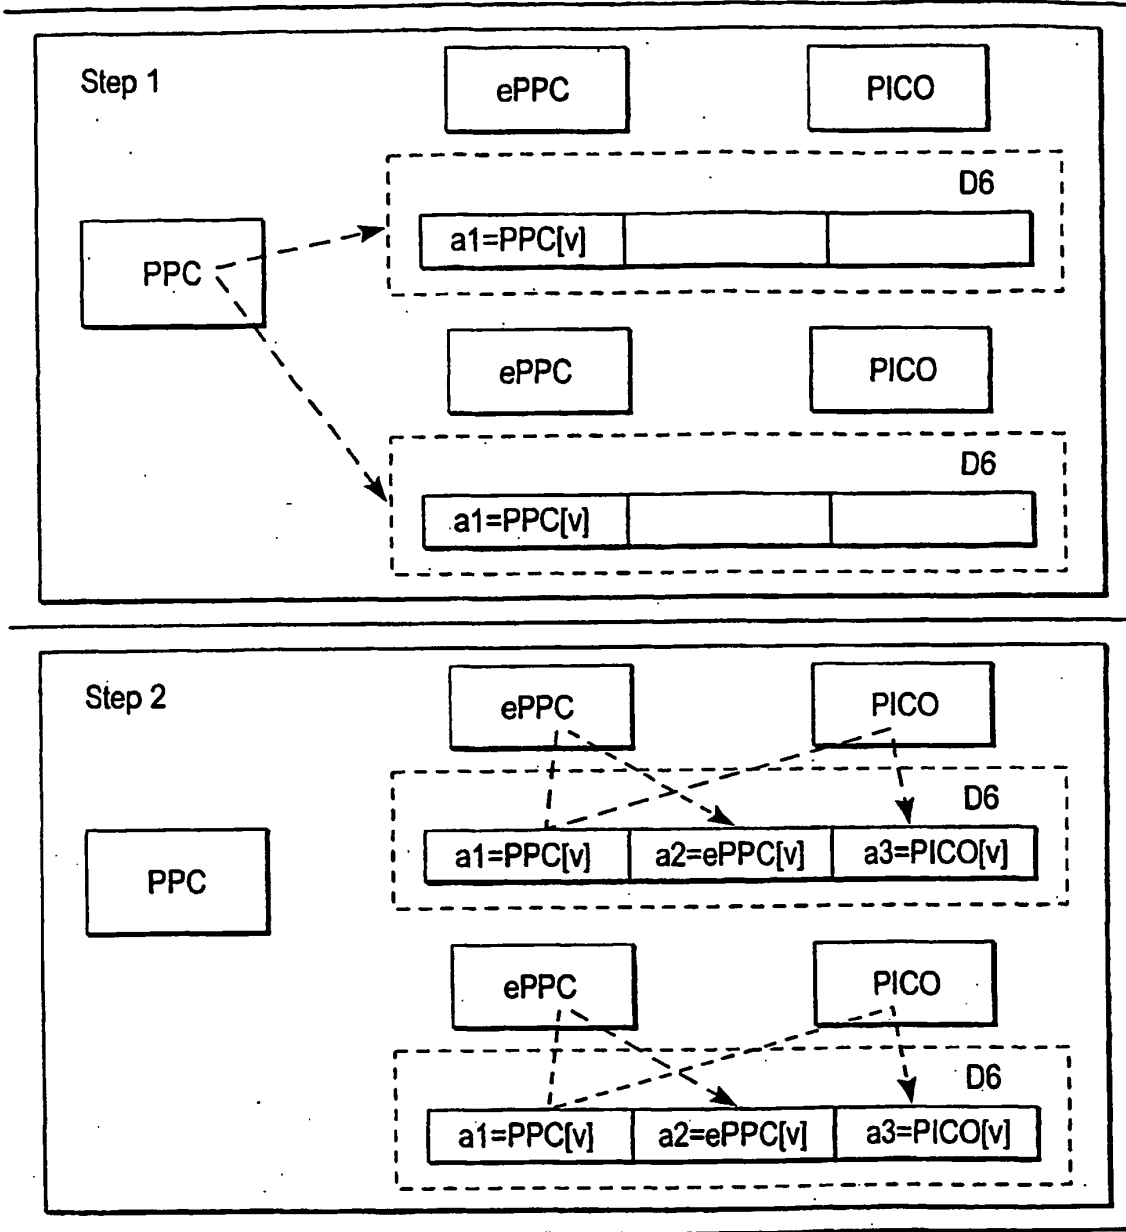 Step 1
ePPC
PICO
D6
a1=PPC[v]
PPC
ePPC
PICO
D6
a1=PPC[v]
Step 2
ePPC
PICO
D6
a1=PPC[v] a2=ePPC[v] a3=PICO[v]
PPC
ePPC
PICO
D6
a1=PPC[v] a2=ePPC[v] a3=PICO[v]